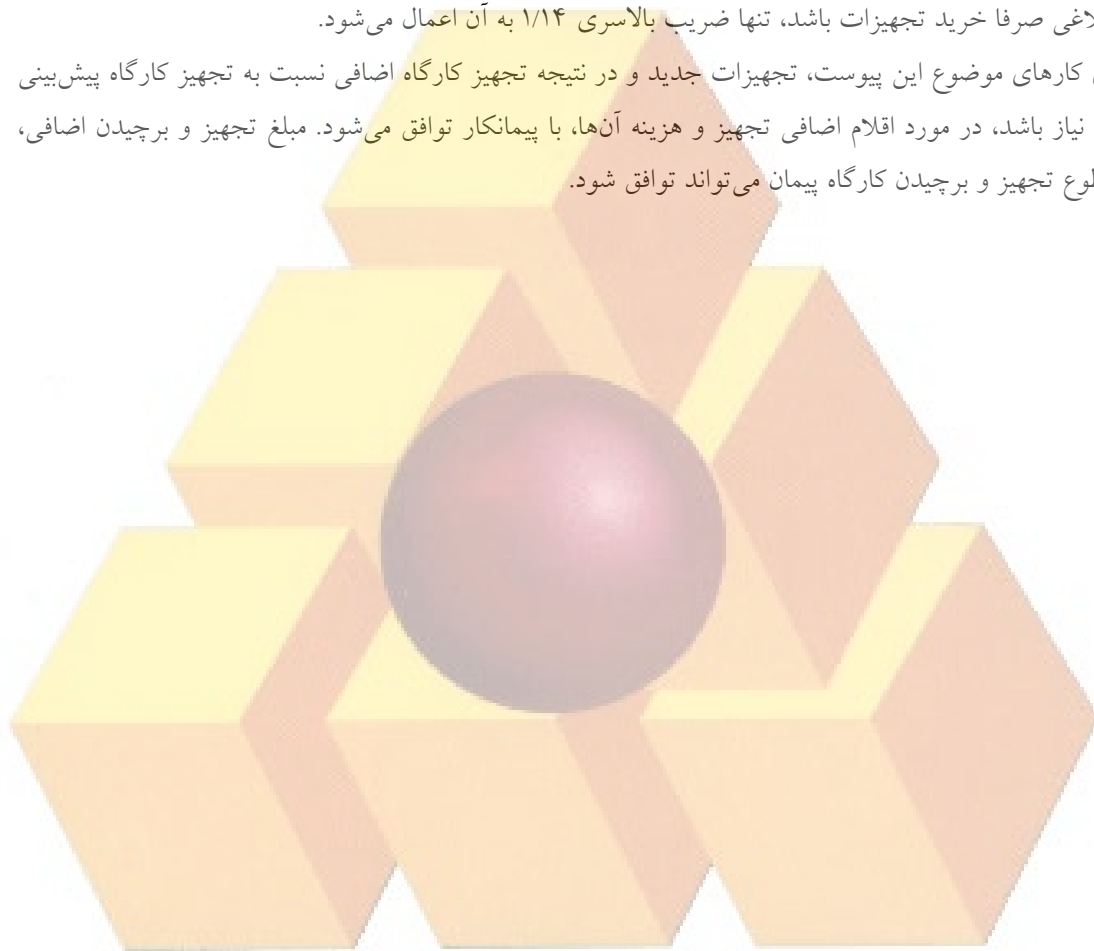 لاغی صرفا خرید تجهیزات باشد، تنها ضریب بالاسری ۱/۱۴ به آن اعمال می‌شود.
کارهای موضوع این پیوست، تجهیزات جدید و در نتیجه تجهیز کارگاه اضافی نسبت به تجهیز کارگاه پیش‌بینی
نیاز باشد، در مورد اقلام اضافی تجهیز و هزینه آن‌ها، با پیمانکار توافق می‌شود. مبلغ تجهیز و برچیدن اضافی،
طوع تجهیز و برچیدن کارگاه پیمان می‌تواند توافق شود.